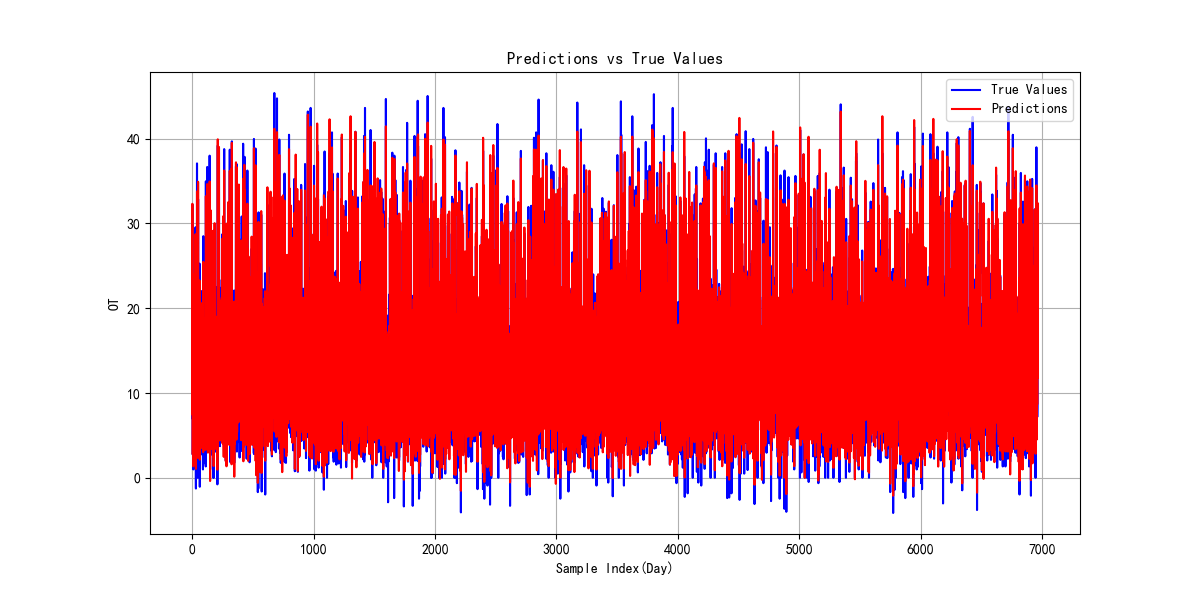 Predictions vs True Values
True Values
Predictions
OT
40
30
20
10
0
0 1000 2000 3000 4000 5000 6000 7000
Sample Index(Day)